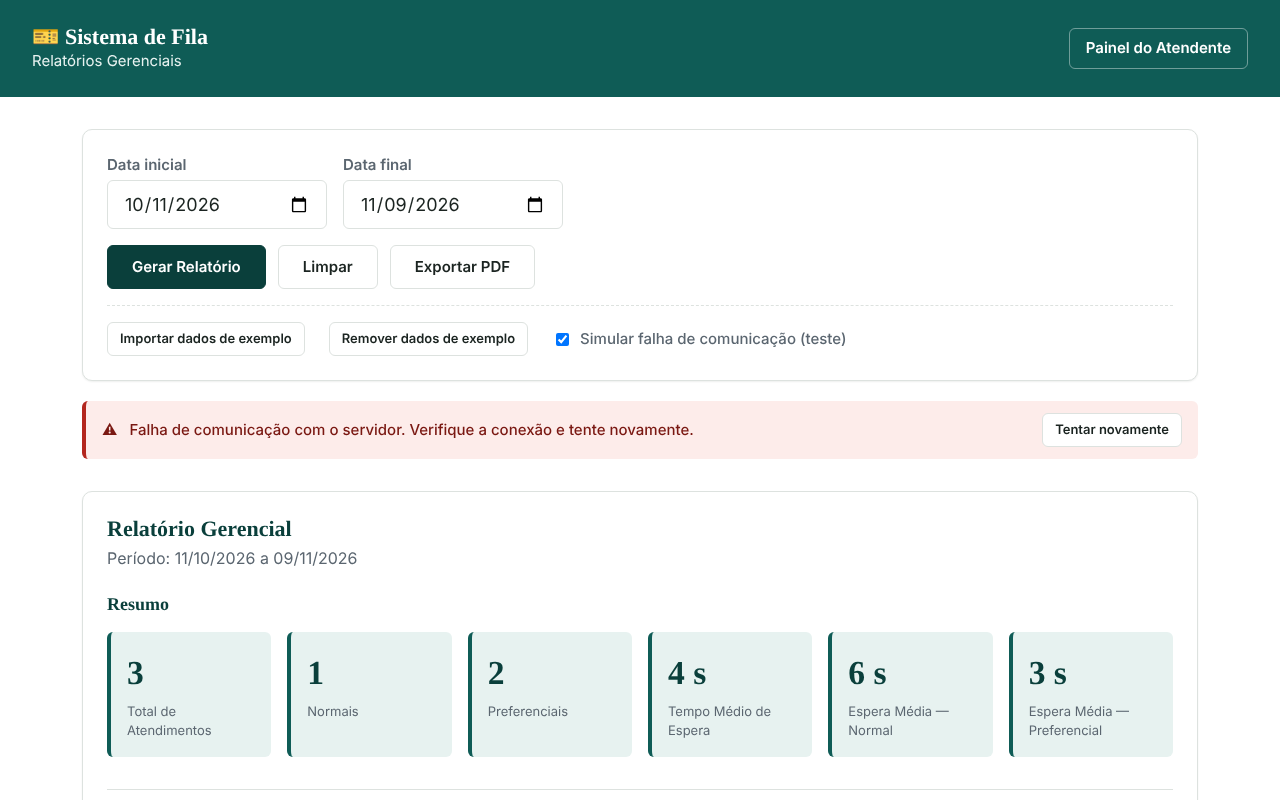 🎫 Sistema de Fila
Relatórios Gerenciais
Painel do Atendente
Data inicial
Data final
10/11/2026
11/09/2026
Gerar Relatório
Limpar
Exportar PDF
Importar dados de exemplo
Remover dados de exemplo
Simular falha de comunicação (teste)
⚠ Falha de comunicação com o servidor. Verifique a conexão e tente novamente.
Tentar novamente
Relatório Gerencial
Período: 11/10/2026 a 09/11/2026
Resumo
3
Total de
Atendimentos
1
Normais
2
Preferenciais
4 s
Tempo Médio de
Espera
6 s
Espera Média —
Normal
3 s
Espera Média —
Preferencial